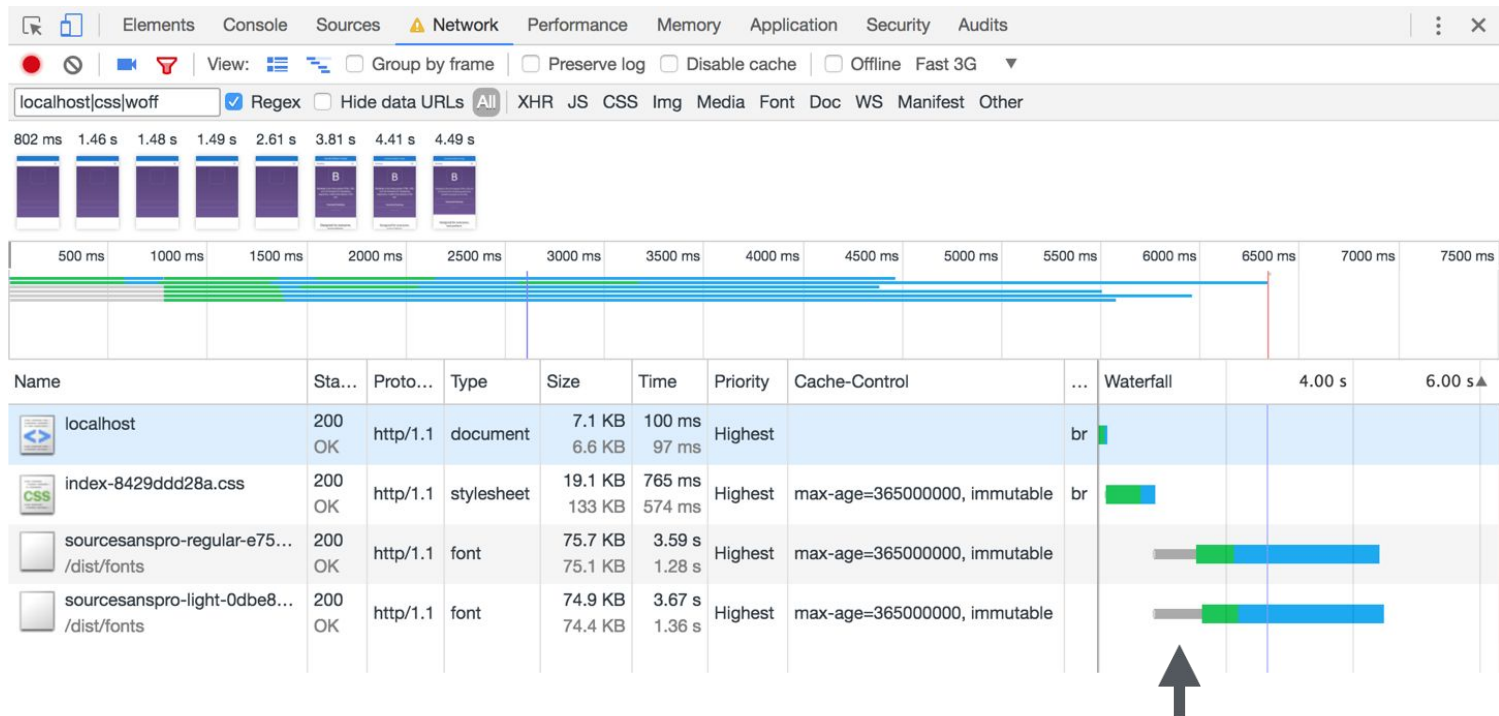 Elements Console Sources Network Performance Memory Application Security Audits
View: Group by frame Preserve log Disable cache Offline Fast 3G ▼
localhost|css|woff Regex Hide data URLs All XHR JS CSS Img Media Font Doc WS Manifest Other
802 ms 1.46 s 1.48 s 1.49 s 2.61 s 3.81 s 4.41 s 4.49 s
B B B
500 ms 1000 ms 1500 ms 2000 ms 2500 ms 3000 ms 3500 ms 4000 ms 4500 ms 5000 ms 5500 ms 6000 ms 6500 ms 7000 ms 7500 ms
Name Sta... Proto... Type Size Time Priority Cache-Control ... Waterfall 4.00 s 6.00 s▲
localhost 200 OK http/1.1 document 7.1 KB 6.6 KB 100 ms 97 ms Highest br
CSS index-8429ddd28a.css 200 OK http/1.1 stylesheet 19.1 KB 133 KB 765 ms 574 ms Highest max-age=365000000, immutable br
sourcesanspro-regular-e75... /dist/fonts 200 OK http/1.1 font 75.7 KB 75.1 KB 3.59 s 1.28 s Highest max-age=365000000, immutable
sourcesanspro-light-0dbe8... /dist/fonts 200 OK http/1.1 font 74.9 KB 74.4 KB 3.67 s 1.36 s Highest max-age=365000000, immutable